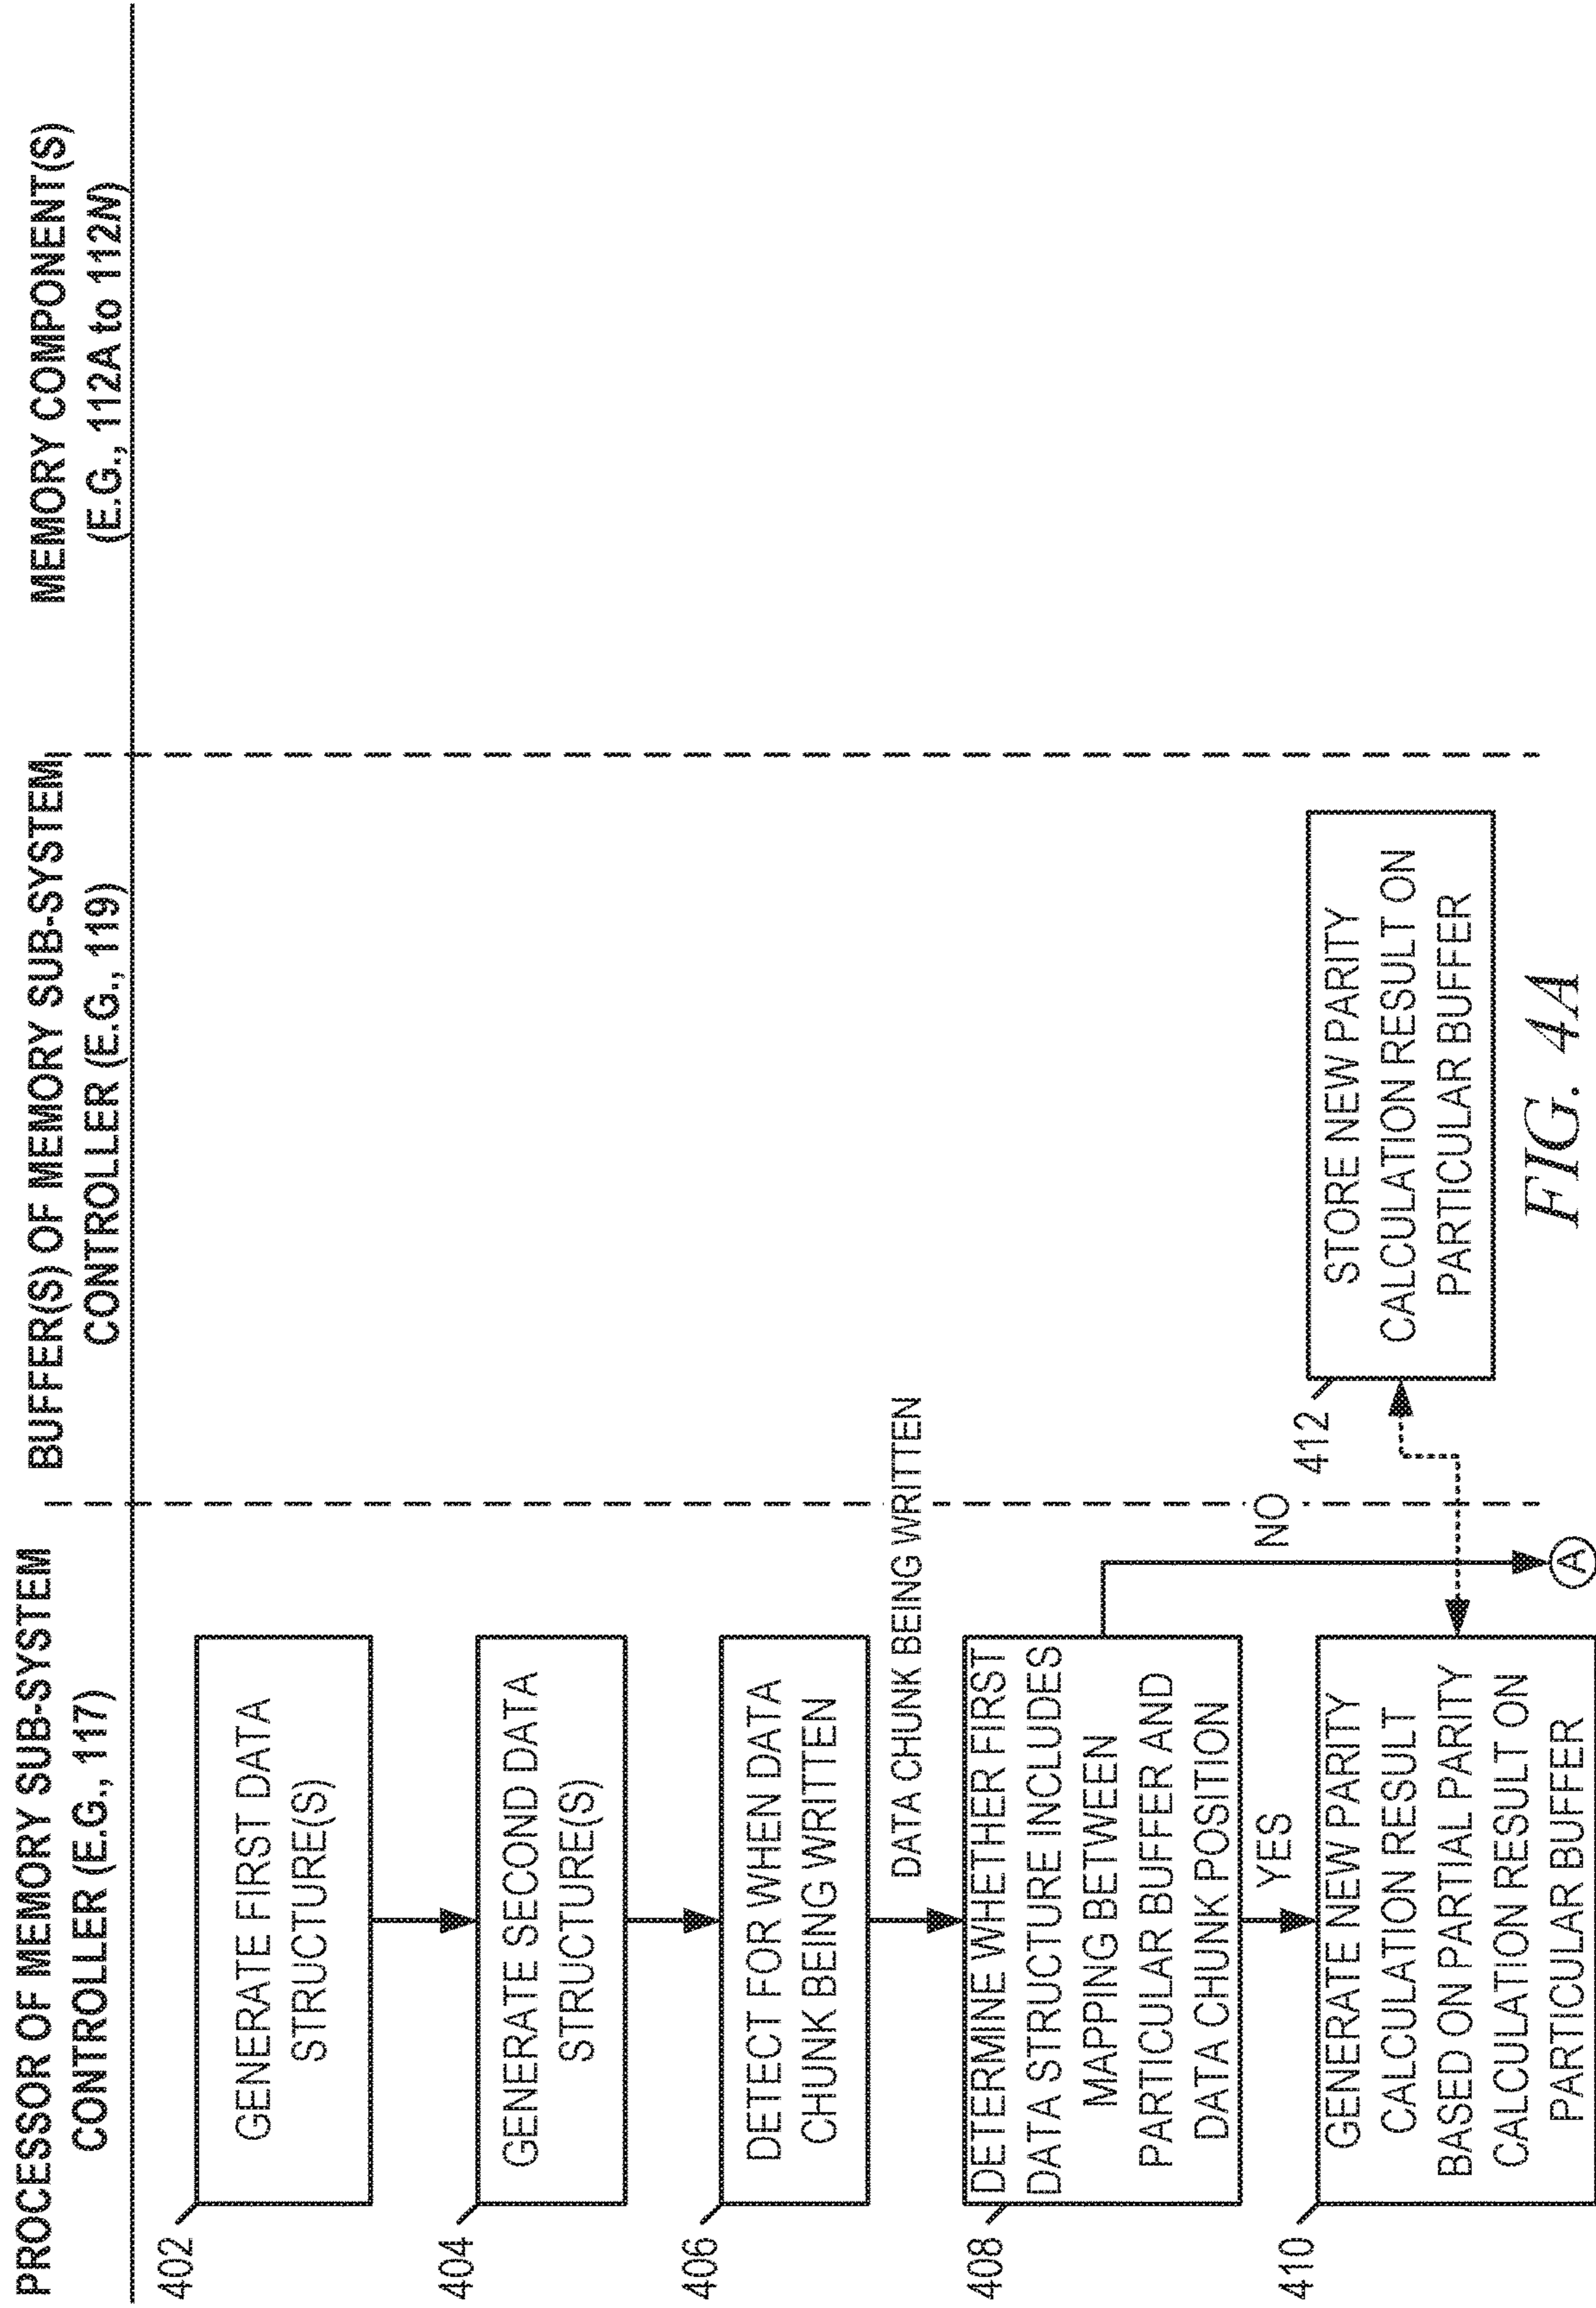 PROCESSOR OF MEMORY SUB-SYSTEM
CONTROLLER (E.G., 117)
BUFFER(S) OF MEMORY SUB-SYSTEM
CONTROLLER (E.G., 119)
MEMORY COMPONENT(S)
(E.G., 112A to 112N)
402
GENERATE FIRST DATA
STRUCTURE(S)
404
GENERATE SECOND DATA
STRUCTURE(S)
406
DETECT FOR WHEN DATA
CHUNK BEING WRITTEN
DATA CHUNK BEING WRITTEN
408
DETERMINE WHETHER FIRST
DATA STRUCTURE INCLUDES
MAPPING BETWEEN
PARTICULAR BUFFER AND
DATA CHUNK POSITION
YES
NO
410
GENERATE NEW PARITY
CALCULATION RESULT
BASED ON PARTIAL PARITY
CALCULATION RESULT ON
PARTICULAR BUFFER
A
412
STORE NEW PARITY
CALCULATION RESULT ON
PARTICULAR BUFFER
FIG. 4A